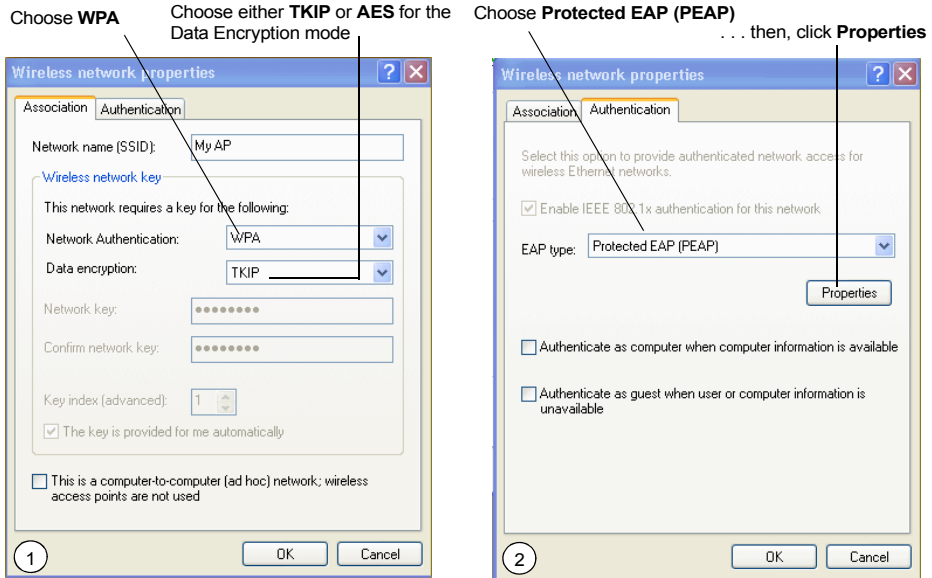 Choose WPA
Choose either TKIP or AES for the
Data Encryption mode
Choose Protected EAP (PEAP)
. . . then, click Properties
Wireless network properties
Association
Authentication
Network name (SSID):
My AP
Wireless network key
This network requires a key for the following:
Network Authentication:
WPA
Data encryption:
TKIP
Network key:
••••••••
Confirm network key:
••••••••
Key index (advanced):
1
The key is provided for me automatically
This is a computer-to-computer (ad hoc) network; wireless
access points are not used
1
OK
Cancel
Wireless network properties
Association
Authentication
Select this option to provide authenticated network access for
wireless Ethernet networks.
Enable IEEE 802.1x authentication for this network
EAP type:
Protected EAP (PEAP)
Properties
Authenticate as computer when computer information is available
Authenticate as guest when user or computer information is
unavailable
2
OK
Cancel